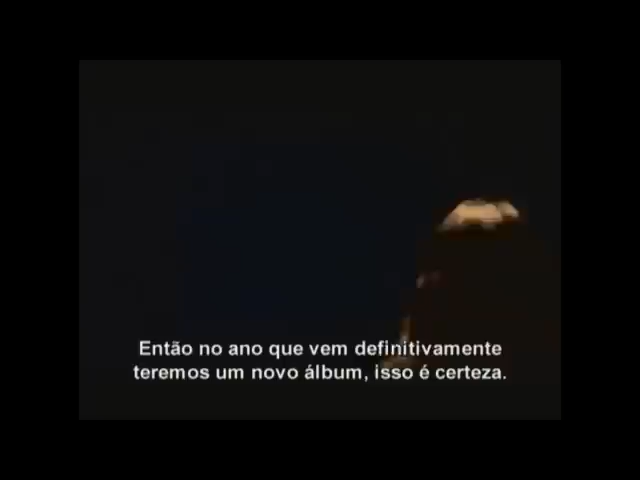 Então no ano que vem definitivamente
teremos um novo álbum, isso é certeza.